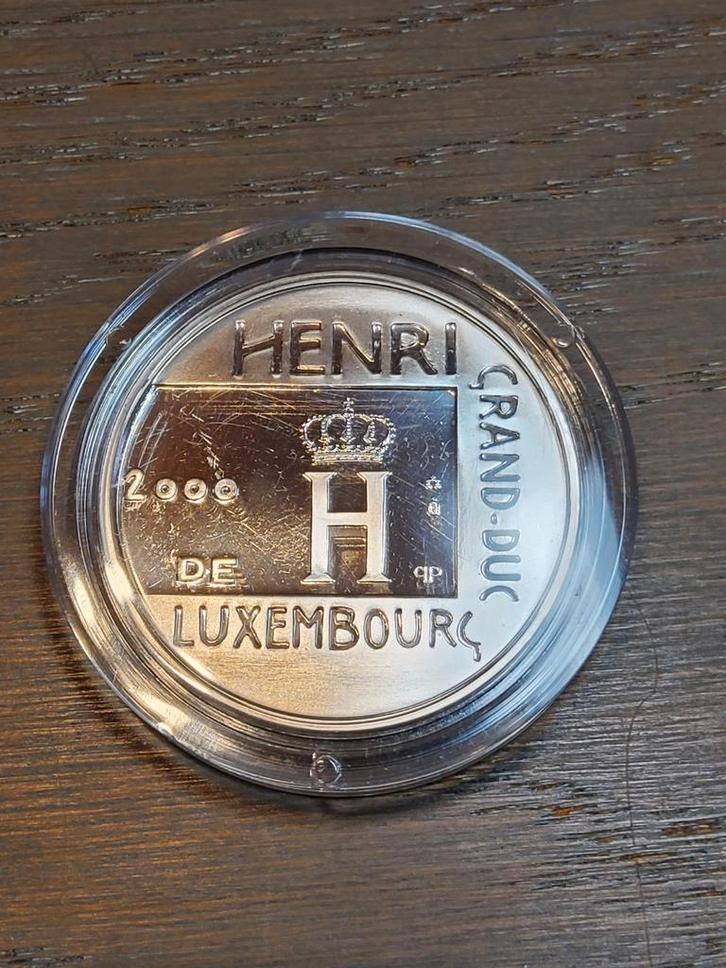 HENRI
GRAND-DUC
2000
H
DE
LUXEMBOURG